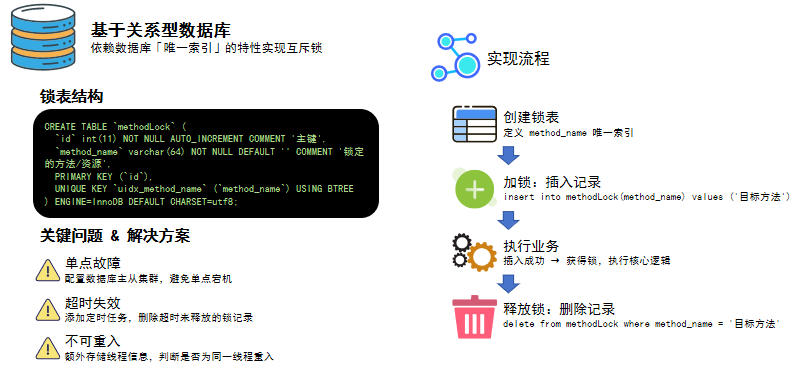 基于关系型数据库
依赖数据库「唯一索引」的特性实现互斥锁
锁表结构
CREATE TABLE `methodLock` (
`id` int(11) NOT NULL AUTO_INCREMENT COMMENT '主键',
`method_name` varchar(64) NOT NULL DEFAULT '' COMMENT '锁定
的方法/资源',
PRIMARY KEY (`id`),
UNIQUE KEY `uidx_method_name` (`method_name`) USING BTREE
) ENGINE=InnoDB DEFAULT CHARSET=utf8;
关键问题 & 解决方案
单点故障
配置数据库主从集群，避免单点宕机
超时失效
添加定时任务，删除超时未释放的锁记录
不可重入
额外存储线程信息，判断是否为同一线程重入
实现流程
创建锁表
定义 method_name 唯一索引
加锁：插入记录
insert into methodLock(method_name) values ('目标方法')
执行业务
插入成功 → 获得锁，执行核心逻辑
释放锁：删除记录
delete from methodLock where method_name = '目标方法'